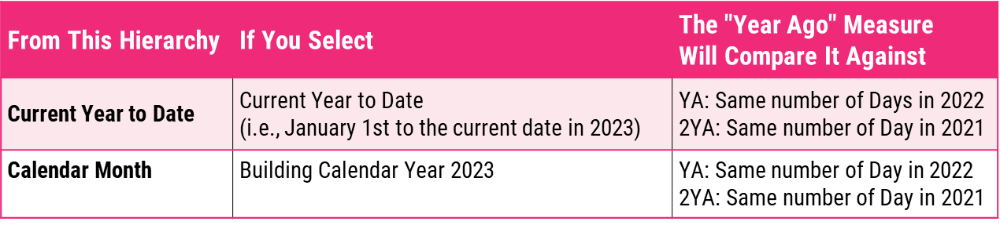 From This Hierarchy
If You Select
The "Year Ago" Measure
Will Compare It Against
Current Year to Date
Current Year to Date
(i.e., January 1st to the current date in 2023)
YA: Same number of Days in 2022
2YA: Same number of Day in 2021
Calendar Month
Building Calendar Year 2023
YA: Same number of Day in 2022
2YA: Same number of Day in 2021